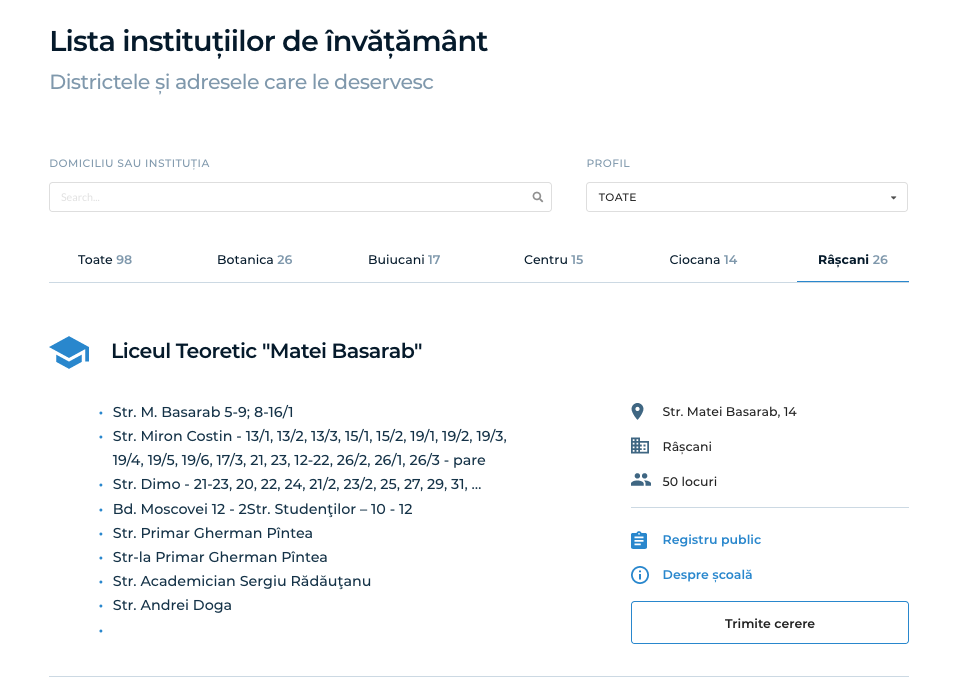 Lista instituțiilor de învățământ
Districtele și adresele care le deservesc
DOMICILIU SAU INSTITUȚIA
PROFIL
Search...
TOATE
Toate 98
Botanica 26
Buiucani 17
Centru 15
Ciocana 14
Râșcani 26
Liceul Teoretic "Matei Basarab"
Str. M. Basarab 5-9; 8-16/1
Str. Miron Costin - 13/1, 13/2, 13/3, 15/1, 15/2, 19/1, 19/2, 19/3,
19/4, 19/5, 19/6, 17/3, 21, 23, 12-22, 26/2, 26/1, 26/3 - pare
Str. Dimo - 21-23, 20, 22, 24, 21/2, 23/2, 25, 27, 29, 31, ...
Bd. Moscovei 12 - 2Str. Studenţilor – 10 - 12
Str. Primar Gherman Pîntea
Str-la Primar Gherman Pîntea
Str. Academician Sergiu Rădăuţanu
Str. Andrei Doga
Str. Matei Basarab, 14
Râșcani
50 locuri
Registru public
Despre școală
Trimite cerere